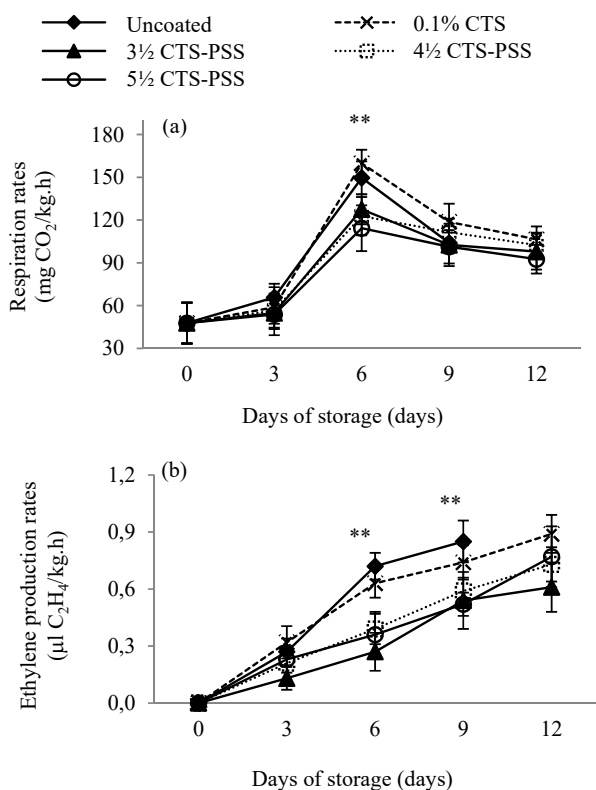 Uncoated
0.1% CTS
3½ CTS-PSS
4½ CTS-PSS
5½ CTS-PSS
(a)
**
Respiration rates
(mg CO₂/kg.h)
180
150
120
90
60
30
0 3 6 9 12
Days of storage (days)
(b)
**
**
Ethylene production rates
(µl C₂H₄/kg.h)
1,2
0,9
0,6
0,3
0,0
0 3 6 9 12
Days of storage (days)